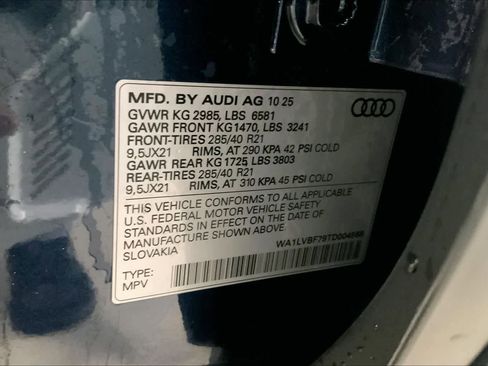 MFD. BY AUDI AG 10 25
GVWR KG 2985, LBS 6581
GAWR FRONT KG 1470, LBS 3241
FRONT-TIRES 285/40 R21
9,5JX21 RIMS, AT 290 KPA 42 PSI COLD
GAWR REAR KG 1725, LBS 3803
REAR-TIRES 285/40 R21
9,5JX21 RIMS, AT 310 KPA 45 PSI COLD
THIS VEHICLE CONFORMS TO ALL APPLICABLE
U.S. FEDERAL MOTOR VEHICLE SAFETY
STANDARDS IN EFFECT ON THE DATE OF
MANUFACTURE SHOWN ABOVE.
SLOVAKIA
TYPE:
MPV